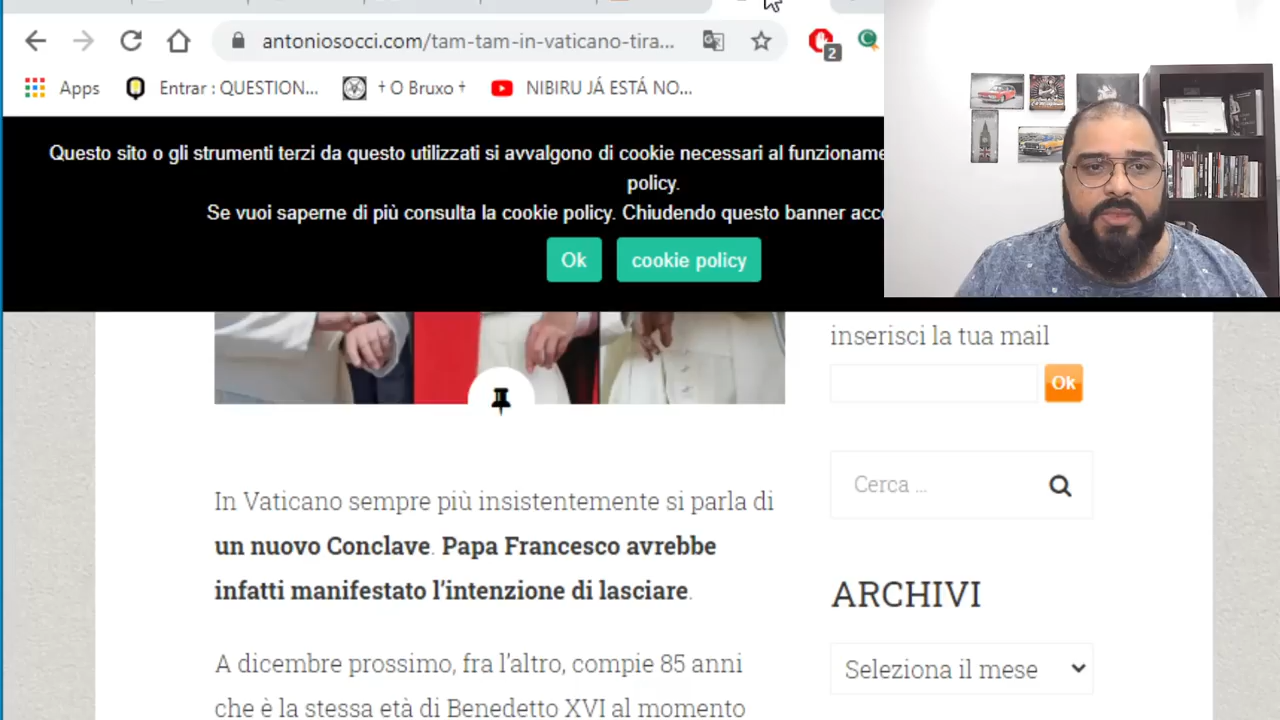 antoniosocci.com/tam-tam-in-vaticano-tira...
2
Apps
Entrar : QUESTION...
† O Bruxo †
NIBIRU JÁ ESTÁ NO...
Questo sito o gli strumenti terzi da questo utilizzati si avvalgono di cookie necessari al funzioname
policy.
Se vuoi saperne di più consulta la cookie policy. Chiudendo questo banner acco
Ok
cookie policy
inserisci la tua mail
Ok
Cerca ...
In Vaticano sempre più insistentemente si parla di
un nuovo Conclave. Papa Francesco avrebbe
infatti manifestato l'intenzione di lasciare.
ARCHIVI
Seleziona il mese
A dicembre prossimo, fra l'altro, compie 85 anni
che è la stessa età di Benedetto XVI al momento